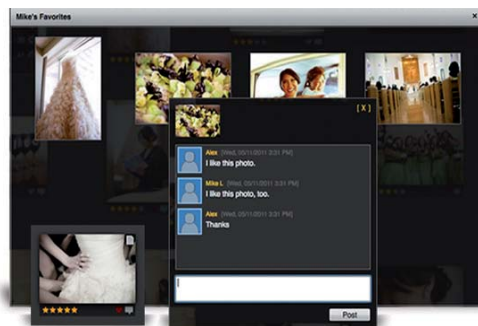 Mike's Favorites
×
[ X ]
Alex [Wed, 05/11/2011 3:31 PM]
I like this photo.
Mike L [Wed, 05/11/2011 3:31 PM]
I like this photo, too.
Alex [Wed, 05/11/2011 3:31 PM]
Thanks
Post